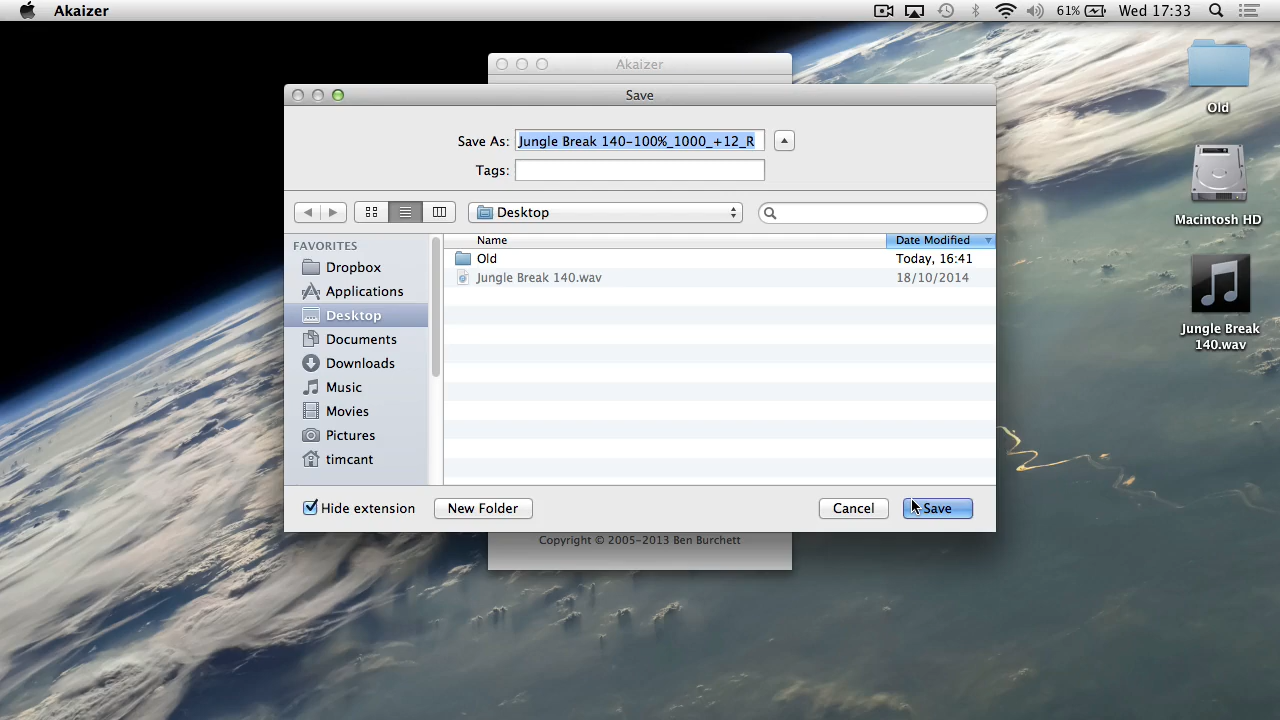 Akaizer
61%
Wed 17:33
Akaizer
Save
Save As:
Jungle Break 140-100%_1000_+12_R
Tags:
Desktop
FAVORITES
Dropbox
Applications
Desktop
Documents
Downloads
Music
Movies
Pictures
timcant
Name
Date Modified
Old
Today, 16:41
Jungle Break 140.wav
18/10/2014
Hide extension
New Folder
Cancel
Save
Copyright © 2005-2013 Ben Burchett
Old
Macintosh HD
Jungle Break
140.wav